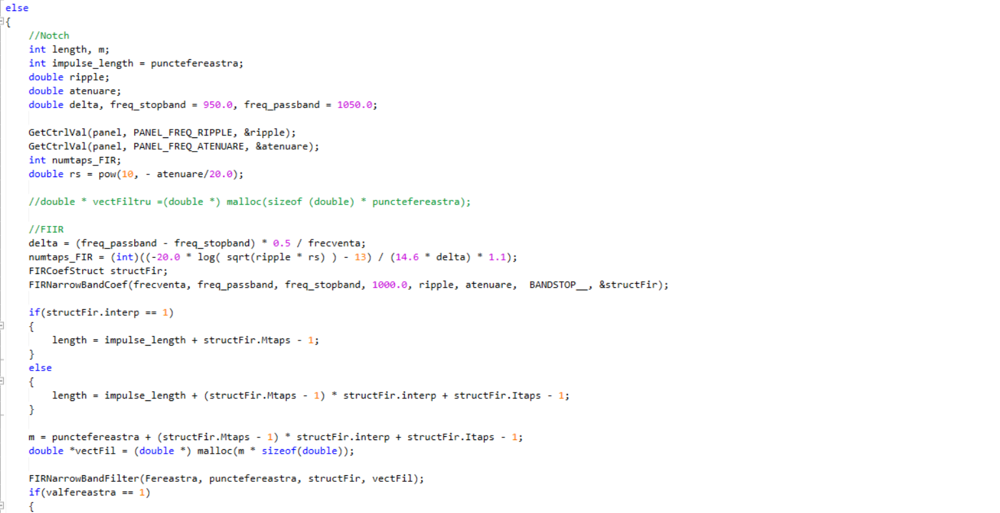 else
{
//Notch
int length, m;
int impulse_length = punctefereastra;
double ripple;
double atenuare;
double delta, freq_stopband = 950.0, freq_passband = 1050.0;
GetCtrlVal(panel, PANEL_FREQ_RIPPLE, &ripple);
GetCtrlVal(panel, PANEL_FREQ_ATENUARE, &atenuare);
int numtaps_FIR;
double rs = pow(10, - atenuare/20.0);
//double * vectFiltru =(double *) malloc(sizeof (double) * punctefereastra);
//FIIR
delta = (freq_passband - freq_stopband) * 0.5 / frecventa;
numtaps_FIR = (int)((-20.0 * log( sqrt(ripple * rs) ) - 13) / (14.6 * delta) * 1.1);
FIRCoefStruct structFir;
FIRNarrowBandCoef(frecventa, freq_passband, freq_stopband, 1000.0, ripple, atenuare,  BANDSTOP__, &structFir);
if(structFir.interp == 1)
{
length = impulse_length + structFir.Mtaps - 1;
}
else
{
length = impulse_length + (structFir.Mtaps - 1) * structFir.interp + structFir.Itaps - 1;
}
m = punctefereastra + (structFir.Mtaps - 1) * structFir.interp + structFir.Itaps - 1;
double *vectFil = (double *) malloc(m * sizeof(double));
FIRNarrowBandFilter(Fereastra, punctefereastra, structFir, vectFil);
if(valfereastra == 1)
{